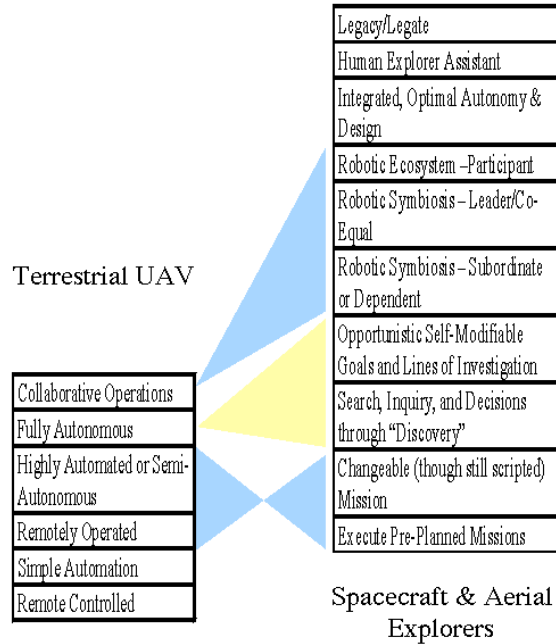 Terrestrial UAV
Collaborative Operations
Fully Autonomous
Highly Automated or Semi-
Autonomous
Remotely Operated
Simple Automation
Remote Controlled
Legacy/Legate
Human Explorer Assistant
Integrated, Optimal Autonomy &
Design
Robotic Ecosystem –Participant
Robotic Symbiosis – Leader/Co-
Equal
Robotic Symbiosis – Subordinate
or Dependent
Opportunistic Self-Modifiable
Goals and Lines of Investigation
Search, Inquiry, and Decisions
through “Discovery”
Changeable (though still scripted)
Mission
Execute Pre-Planned Missions
Spacecraft & Aerial
Explorers